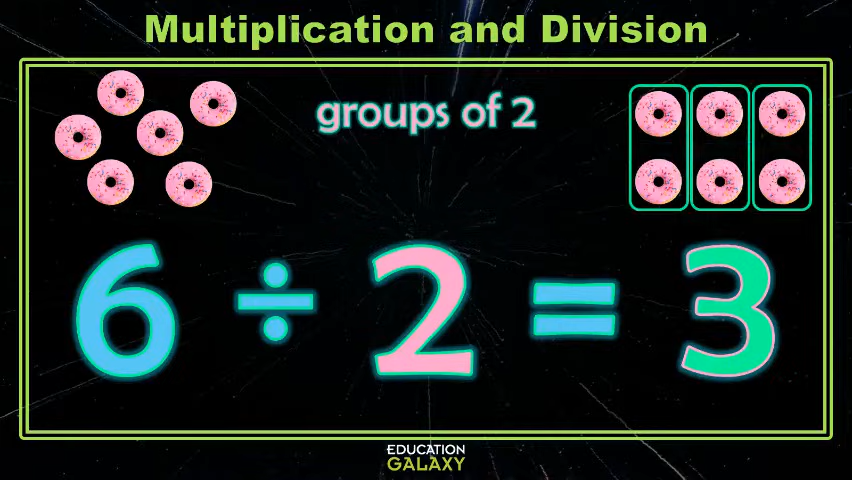 Multiplication and Division
groups of 2
6 ÷ 2 = 3
EDUCATION
GALAXY